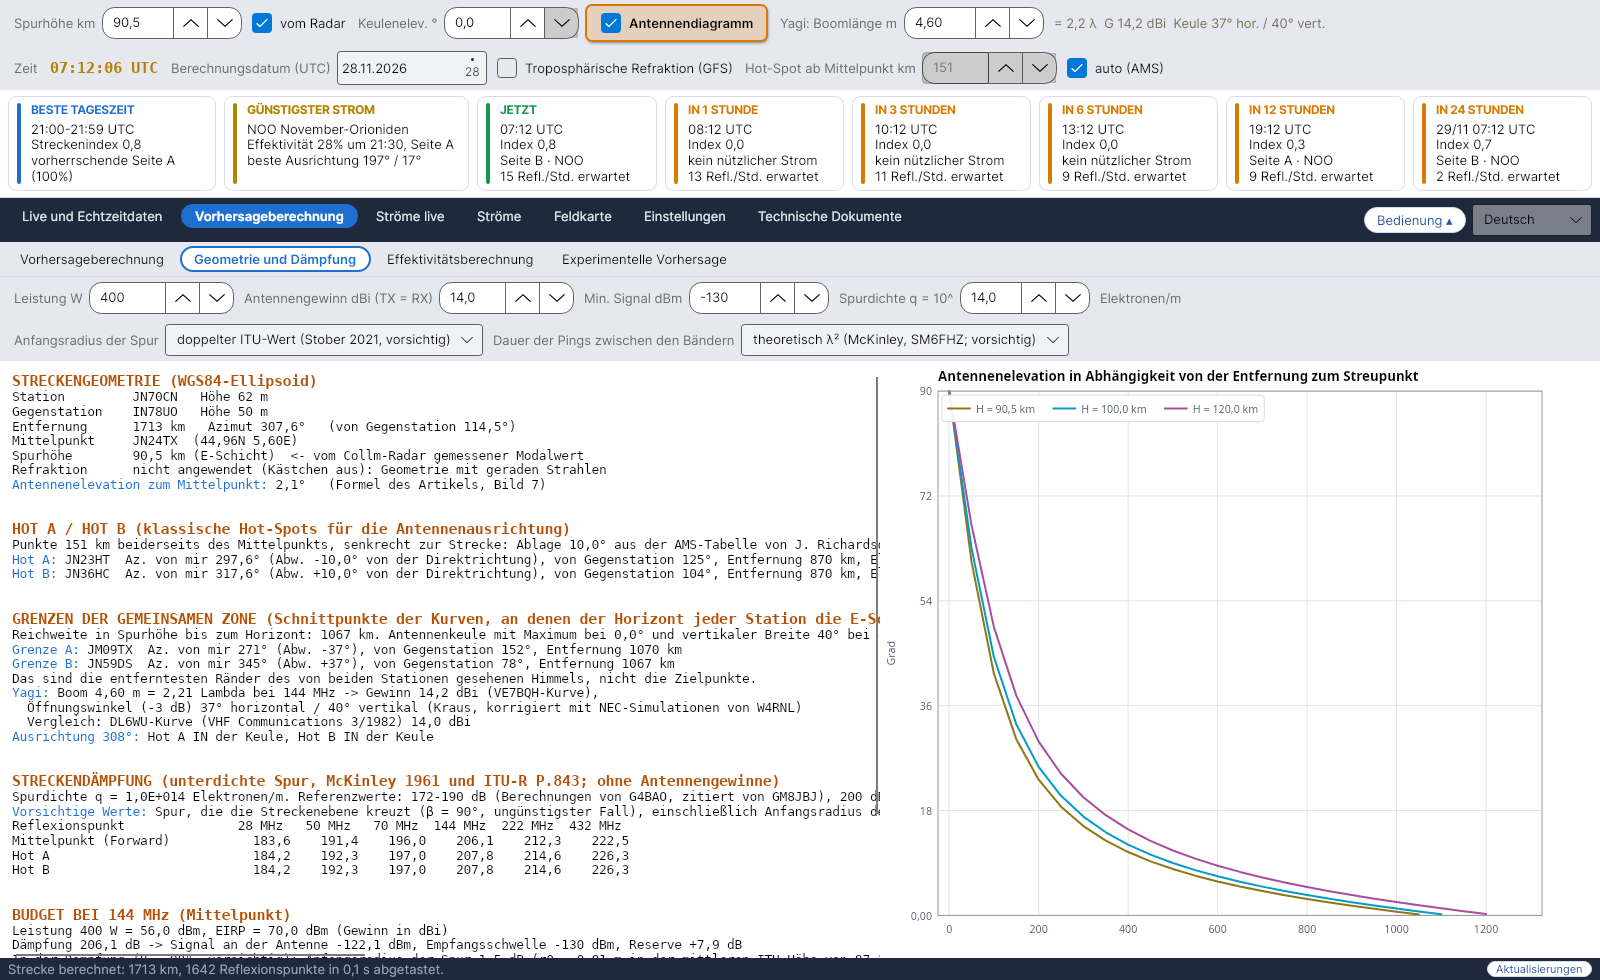 Spurhöhe km 90,5 vom Radar Keulenelev. ° 0,0 Antennendiagramm Yagi: Boomlänge m 4,60 = 2,2 λ G 14,2 dBi Keule 37° hor. / 40° vert.
Zeit 07:12:06 UTC Berechnungsdatum (UTC) 28.11.2026 28 Troposphärische Refraktion (GFS) Hot-Spot ab Mittelpunkt km 151 auto (AMS)
BESTE TAGESZEIT
21:00-21:59 UTC
Streckenindex 0,8
vorherrschende Seite A
(100%)
GÜNSTIGSTER STROM
NOO November-Orioniden
Effektivität 28% um 21:30, Seite A
beste Ausrichtung 197° / 17°
JETZT
07:12 UTC
Index 0,8
Seite B · NOO
15 Refl./Std. erwartet
IN 1 STUNDE
08:12 UTC
Index 0,0
kein nützlicher Strom
13 Refl./Std. erwartet
IN 3 STUNDEN
10:12 UTC
Index 0,0
kein nützlicher Strom
11 Refl./Std. erwartet
IN 6 STUNDEN
13:12 UTC
Index 0,0
kein nützlicher Strom
9 Refl./Std. erwartet
IN 12 STUNDEN
19:12 UTC
Index 0,3
Seite A · NOO
9 Refl./Std. erwartet
IN 24 STUNDEN
29/11 07:12 UTC
Index 0,7
Seite B · NOO
2 Refl./Std. erwartet
Live und Echtzeitdaten Vorhersageberechnung Ströme live Ströme Feldkarte Einstellungen Technische Dokumente Bedienung ▴ Deutsch
Vorhersageberechnung Geometrie und Dämpfung Effektivitätsberechnung Experimentelle Vorhersage
Leistung W 400 Antennengewinn dBi (TX = RX) 14,0 Min. Signal dBm -130 Spurdichte q = 10^ 14,0 Elektronen/m
Anfangsradius der Spur doppelter ITU-Wert (Stober 2021, vorsichtig) Dauer der Pings zwischen den Bändern theoretisch λ² (McKinley, SM6FHZ; vorsichtig)
STRECKENGEOMETRIE (WGS84-Ellipsoid)
Station JN70CN Höhe 62 m
Gegenstation IN78UO Höhe 50 m
Entfernung 1713 km Azimut 307,6° (von Gegenstation 114,5°)
Mittelpunkt JN24TX (44,96N 5,60E)
Spurhöhe 90,5 km (E-Schicht) <- vom Collm-Radar gemessener Modalwert
Refraktion nicht angewendet (Kästchen aus): Geometrie mit geraden Strahlen
Antennenelevation zum Mittelpunkt: 2,1° (Formel des Artikels, Bild 7)
HOT A / HOT B (klassische Hot-Spots für die Antennenausrichtung)
Punkte 151 km beiderseits des Mittelpunkts, senkrecht zur Strecke: Ablage 10,0° aus der AMS-Tabelle von J.
Hot A: JN23HT Az. von mir 297,6° (Abw. -10,0° von der Direktrichtung), von Gegenstation 125°, Entfernung 870 km,
Hot B: JN36HC Az. von mir 317,6° (Abw. +10,0° von der Direktrichtung), von Gegenstation 104°, Entfernung 870 km,
GRENZEN DER GEMEINSAMEN ZONE (Schnittpunkte der Kurven, an denen der Horizont jeder Station die
Reichweite in Spurhöhe bis zum Horizont: 1067 km. Antennenkeule mit Maximum bei 0,0° und vertikaler Breite 40° bei
Grenze A: JM09TX Az. von mir 271° (Abw. -37°), von Gegenstation 152°, Entfernung 1070 km
Grenze B: JN59DS Az. von mir 345° (Abw. +37°), von Gegenstation 78°, Entfernung 1067 km
Das sind die entferntesten Ränder des von beiden Stationen gesehenen Himmels, nicht die Zielpunkte.
Yagi: Boom 4,60 m = 2,21 Lambda bei 144 MHz -> Gewinn 14,2 dBi (VE7BQH-Kurve),
Öffnungswinkel (-3 dB) 37° horizontal / 40° vertikal (Kraus, korrigiert mit NEC-Simulationen von W4RNL)
Vergleich: DL6WU-Kurve (VHF Communications 3/1982) 14,0 dBi
Ausrichtung 308°: Hot A IN der Keule, Hot B IN der Keule
STRECKENDÄMPFUNG (unterdichte Spur, McKinley 1961 und ITU-R P.843; ohne Antennengewinne)
Spurdichte q = 1,0E+014 Elektronen/m. Referenzwerte: 172-190 dB (Berechnungen von G4BAO, zitiert von GM8JBJ), 200
Vorsichtige Werte: Spur, die die Streckenebene kreuzt (β = 90°, ungünstigster Fall), einschließlich Anfangsradius
Reflexionspunkt 28 MHz 50 MHz 70 MHz 144 MHz 222 MHz 432 MHz
Mittelpunkt (Forward) 183,6 191,4 196,0 206,1 212,3 222,5
Hot A 184,2 192,3 197,0 207,8 214,6 226,3
Hot B 184,2 192,3 197,0 207,8 214,6 226,3
BUDGET BEI 144 MHz (Mittelpunkt)
Leistung 400 W = 56,0 dBm, EIRP = 70,0 dBm (Gewinn in dBi)
Dämpfung 206,1 dB -> Signal an der Antenne -122,1 dBm, Empfangsschwelle -130 dBm, Reserve +7,9 dB
Antennenelevation in Abhängigkeit von der Entfernung zum Streupunkt
H = 90,5 km H = 100,0 km H = 120,0 km
Grad
90
72
54
36
18
0,00
0 200 400 600 800 1000 1200
Strecke berechnet: 1713 km, 1642 Reflexionspunkte in 0,1 s abgetastet. Aktualisierungen